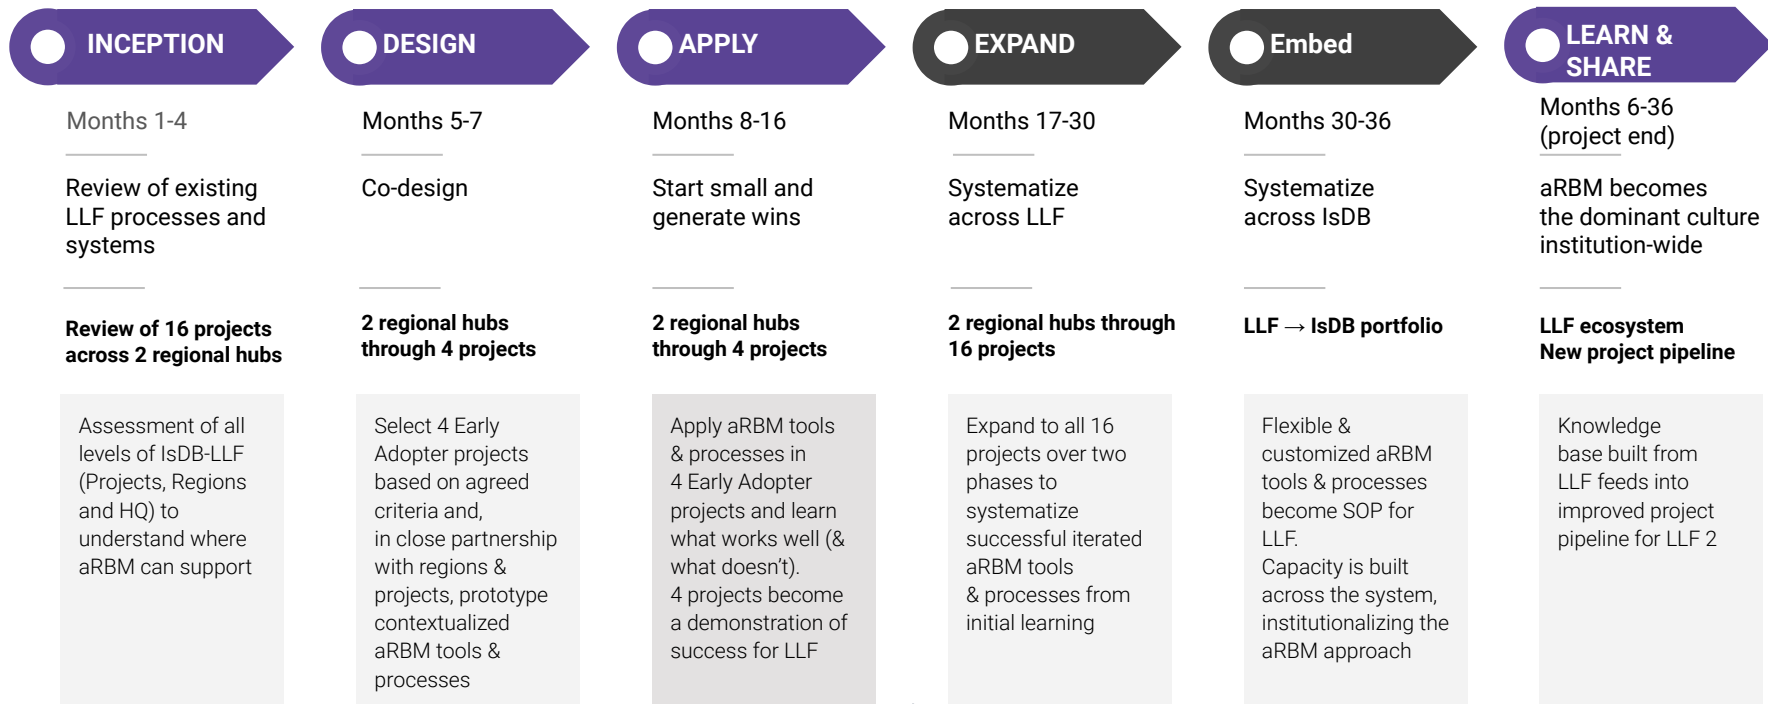 INCEPTION
Months 1-4
Review of existing
LLF processes and
systems
Review of 16 projects
across 2 regional hubs
Assessment of all
levels of IsDB-LLF
(Projects, Regions
and HQ) to
understand where
aRBM can support
DESIGN
Months 5-7
Co-design
2 regional hubs
through 4 projects
Select 4 Early
Adopter projects
based on agreed
criteria and,
in close partnership
with regions &
projects, prototype
contextualized
aRBM tools &
processes
APPLY
Months 8-16
Start small and
generate wins
2 regional hubs
through 4 projects
Apply aRBM tools
& processes in
4 Early Adopter
projects and learn
what works well (&
what doesn't).
4 projects become
a demonstration of
success for LLF
EXPAND
Months 17-30
Systematize
across LLF
2 regional hubs through
16 projects
Expand to all 16
projects over two
phases to
systematize
successful iterated
aRBM tools
& processes from
initial learning
Embed
Months 30-36
Systematize
across IsDB
LLF → IsDB portfolio
Flexible &
customized aRBM
tools & processes
become SOP for
LLF.
Capacity is built
across the system,
institutionalizing the
aRBM approach
LEARN &
SHARE
Months 6-36
(project end)
aRBM becomes
the dominant culture
institution-wide
LLF ecosystem
New project pipeline
Knowledge
base built from
LLF feeds into
improved project
pipeline for LLF 2